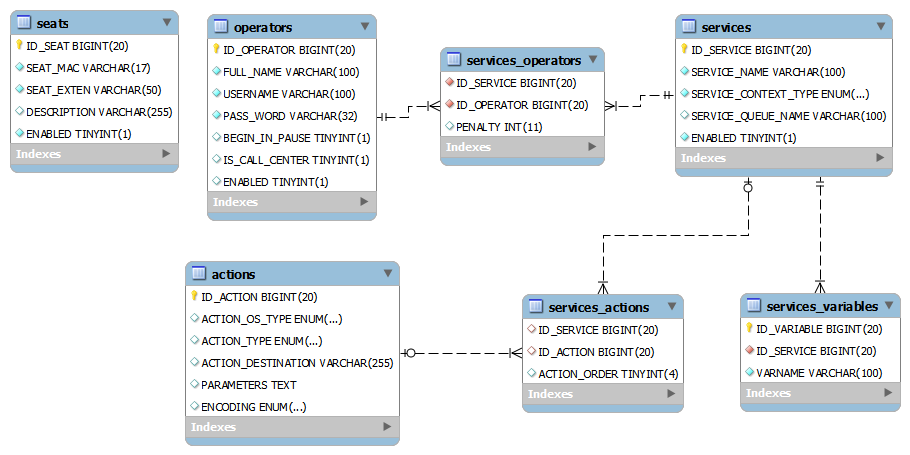 seats
ID_SEAT BIGINT(20)
SEAT_MAC VARCHAR(17)
SEAT_EXTEN VARCHAR(50)
DESCRIPTION VARCHAR(255)
ENABLED TINYINT(1)
Indexes
operators
ID_OPERATOR BIGINT(20)
FULL_NAME VARCHAR(100)
USERNAME VARCHAR(100)
PASS_WORD VARCHAR(32)
BEGIN_IN_PAUSE TINYINT(1)
IS_CALL_CENTER TINYINT(1)
ENABLED TINYINT(1)
Indexes
services_operators
ID_SERVICE BIGINT(20)
ID_OPERATOR BIGINT(20)
PENALTY INT(11)
Indexes
services
ID_SERVICE BIGINT(20)
SERVICE_NAME VARCHAR(100)
SERVICE_CONTEXT_TYPE ENUM(...)
SERVICE_QUEUE_NAME VARCHAR(100)
ENABLED TINYINT(1)
Indexes
actions
ID_ACTION BIGINT(20)
ACTION_OS_TYPE ENUM(...)
ACTION_TYPE ENUM(...)
ACTION_DESTINATION VARCHAR(255)
PARAMETERS TEXT
ENCODING ENUM(...)
Indexes
services_actions
ID_SERVICE BIGINT(20)
ID_ACTION BIGINT(20)
ACTION_ORDER TINYINT(4)
Indexes
services_variables
ID_VARIABLE BIGINT(20)
ID_SERVICE BIGINT(20)
VARNAME VARCHAR(100)
Indexes